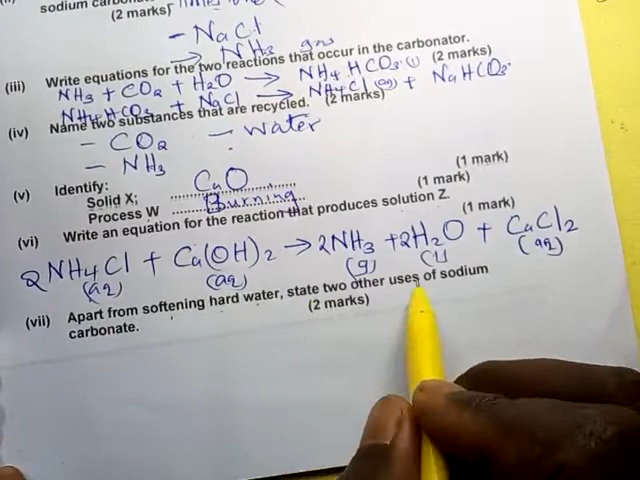 sodium carbo
(2 marks)
- NaCl
→ NH3 gas
(iii) Write equations for the two reactions that occur in the carbonator.
(2 marks)
NH3 + CO2 + H2O → NH4HCO3(l)
NH4HCO3 + NaCl → NH4Cl(aq) + NaHCO3
(iv) Name two substances that are recycled. (2 marks)
- CO2 - Water
- NH3
(v) Identify:
Solid X; CaO (1 mark)
Process W Burning (1 mark)
(vi) Write an equation for the reaction that produces solution Z. (1 mark)
2NH4Cl + Ca(OH)2 → 2NH3 + 2H2O + CaCl2
(aq) (aq) (g) (l) (aq)
(vii) Apart from softening hard water, state two other uses of sodium
carbonate. (2 marks)